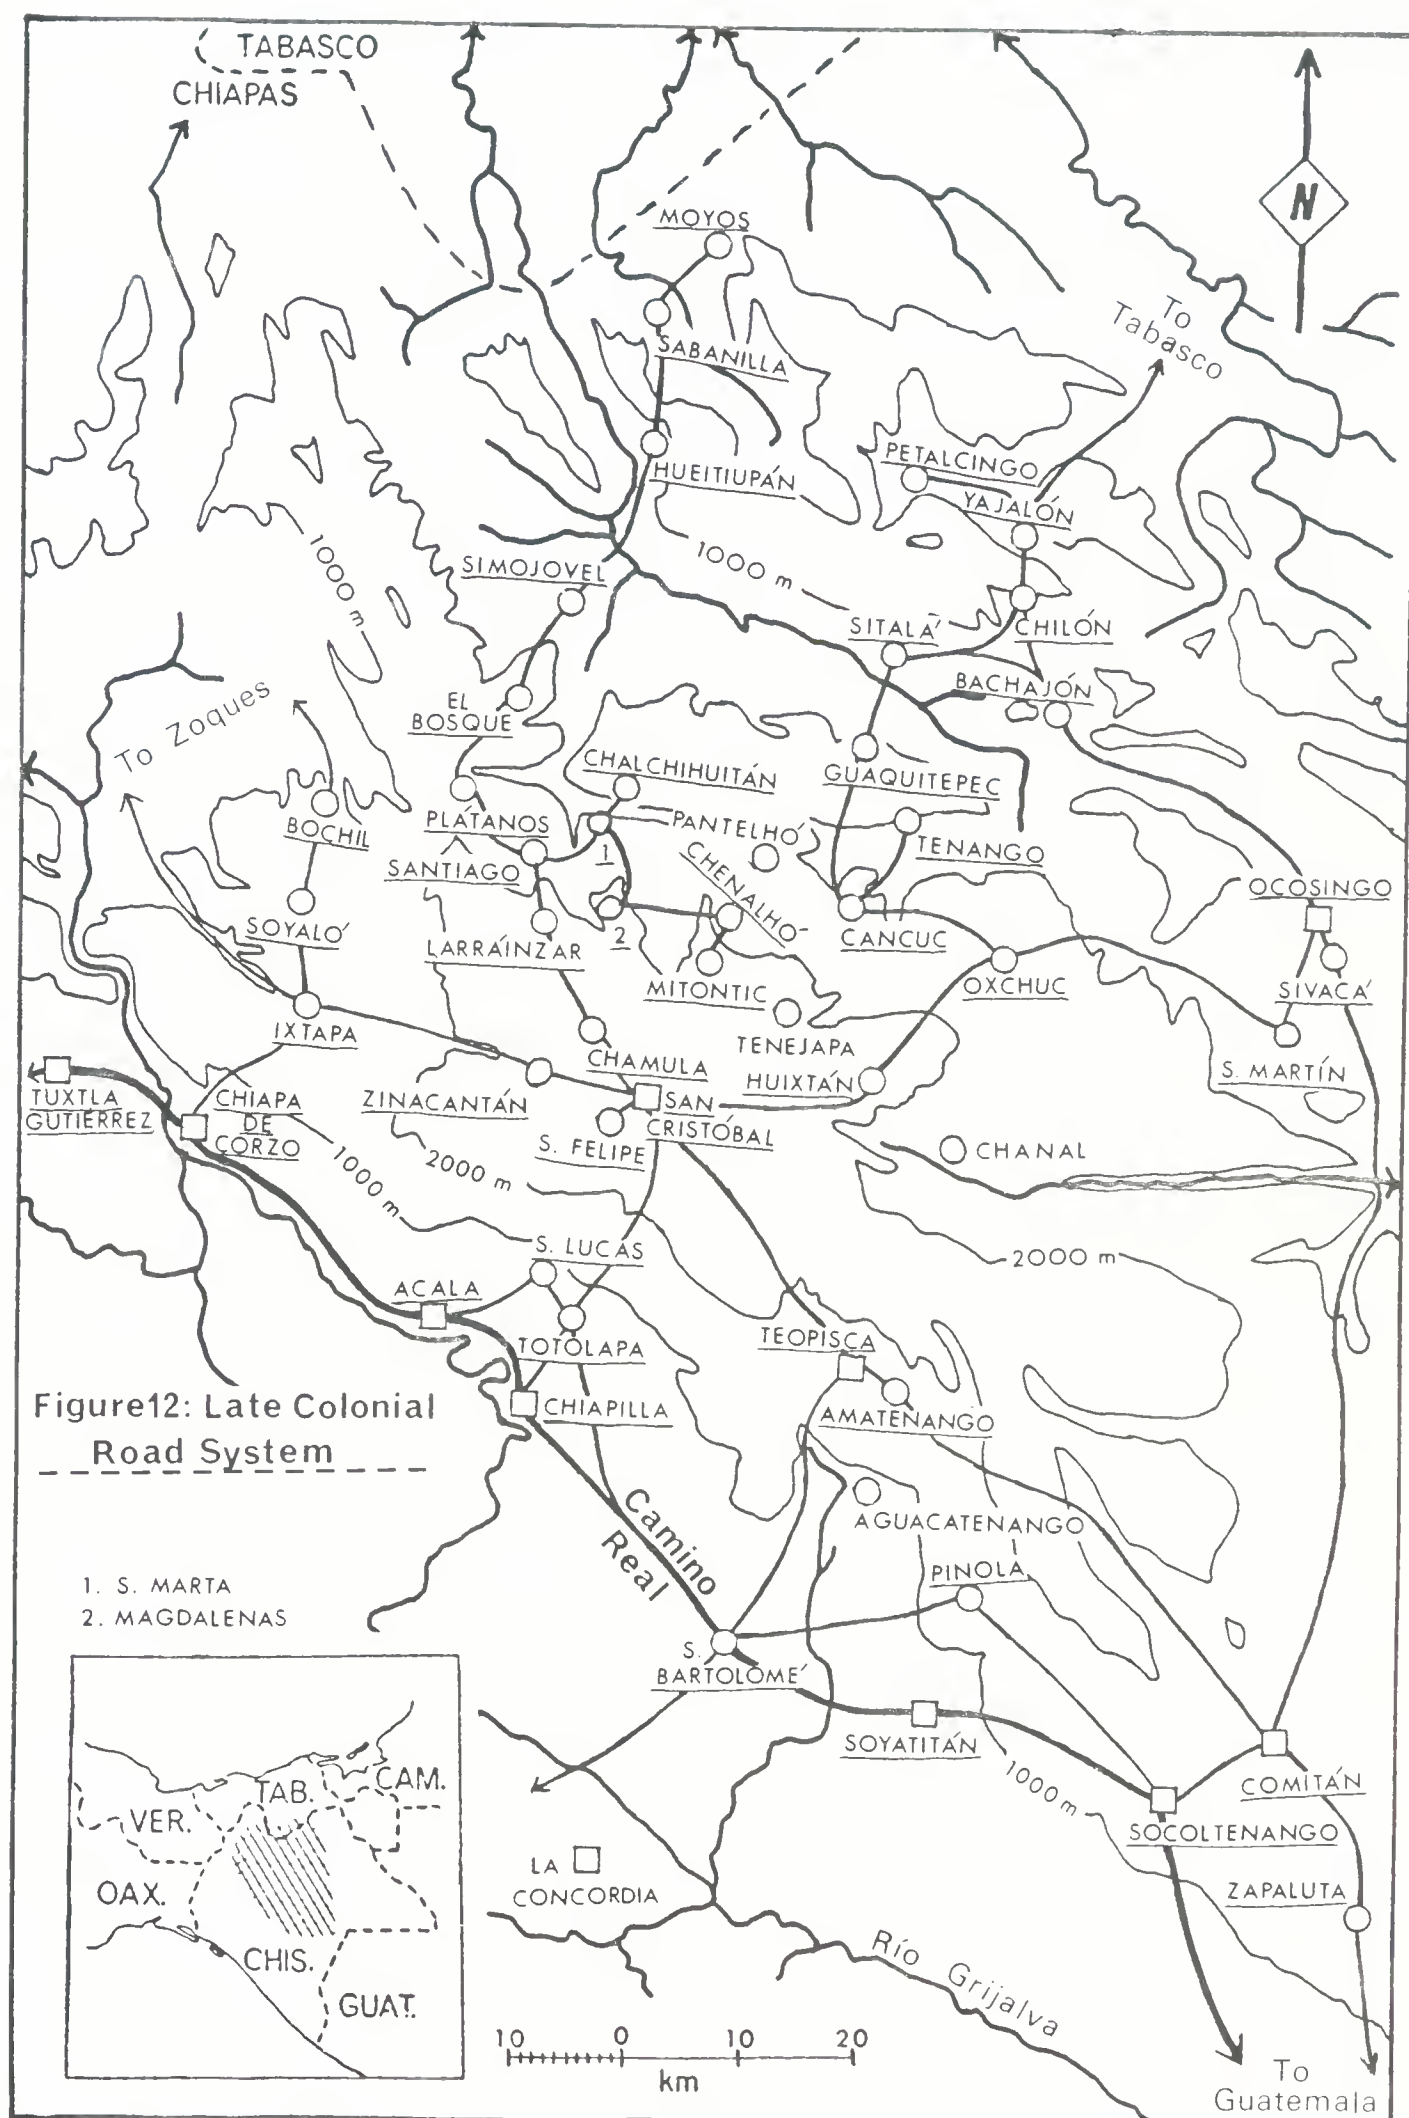 TABASCO
CHIAPAS
N
MOYOS
SABANILLA
To
Tabasco
HUEITIUPÁN
PETALCINGO
YAJALÓN
1000 m
1000 m
SIMOJOVEL
SITALÁ
CHILÓN
BACHAJÓN
To Zoques
EL
BOSQUE
CHALCHIHUITÁN
GUAQUITEPEC
BOCHIL
PLÁTANOS
PANTELHÓ
TENANGO
1
SANTIAGO
CHENALHÓ
OCOSINGO
SOYALÓ
2
LARRAÍNZAR
CANCUC
MITONTIC
OXCHUC
SIVACÁ
IXTAPA
TENEJAPA
CHAMULA
HUIXTÁN
S. MARTÍN
TUXTLA
GUTIÉRREZ
CHIAPA
DE
CORZO
ZINACANTÁN
SAN
CRISTÓBAL
S. FELIPE
CHANAL
1000 m
2000 m
S. LUCAS
2000 m
ACALA
TOTOLAPA
TEOPISCA
Figure12: Late Colonial
Road System
CHIAPILLA
AMATENANGO
Camino
Real
AGUACATENANGO
PINOLA
1. S. MARTA
2. MAGDALENAS
S.
BARTOLOMÉ
SOYATITÁN
1000 m
COMITÁN
SOCOLTENANGO
TAB.
CAM.
VER.
OAX.
CHIS.
GUAT.
LA
CONCORDIA
ZAPALUTA
Río Grijalva
10 0 10 20
km
To
Guatemala